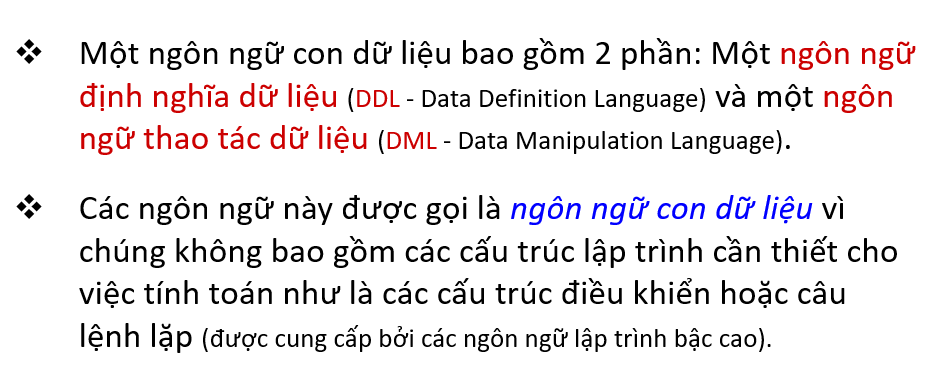 ❖ Một ngôn ngữ con dữ liệu bao gồm 2 phần: Một ngôn ngữ
định nghĩa dữ liệu (DDL - Data Definition Language) và một ngôn
ngữ thao tác dữ liệu (DML - Data Manipulation Language).
❖ Các ngôn ngữ này được gọi là ngôn ngữ con dữ liệu vì
chúng không bao gồm các cấu trúc lập trình cần thiết cho
việc tính toán như là các cấu trúc điều khiển hoặc câu
lệnh lặp (được cung cấp bởi các ngôn ngữ lập trình bậc cao).